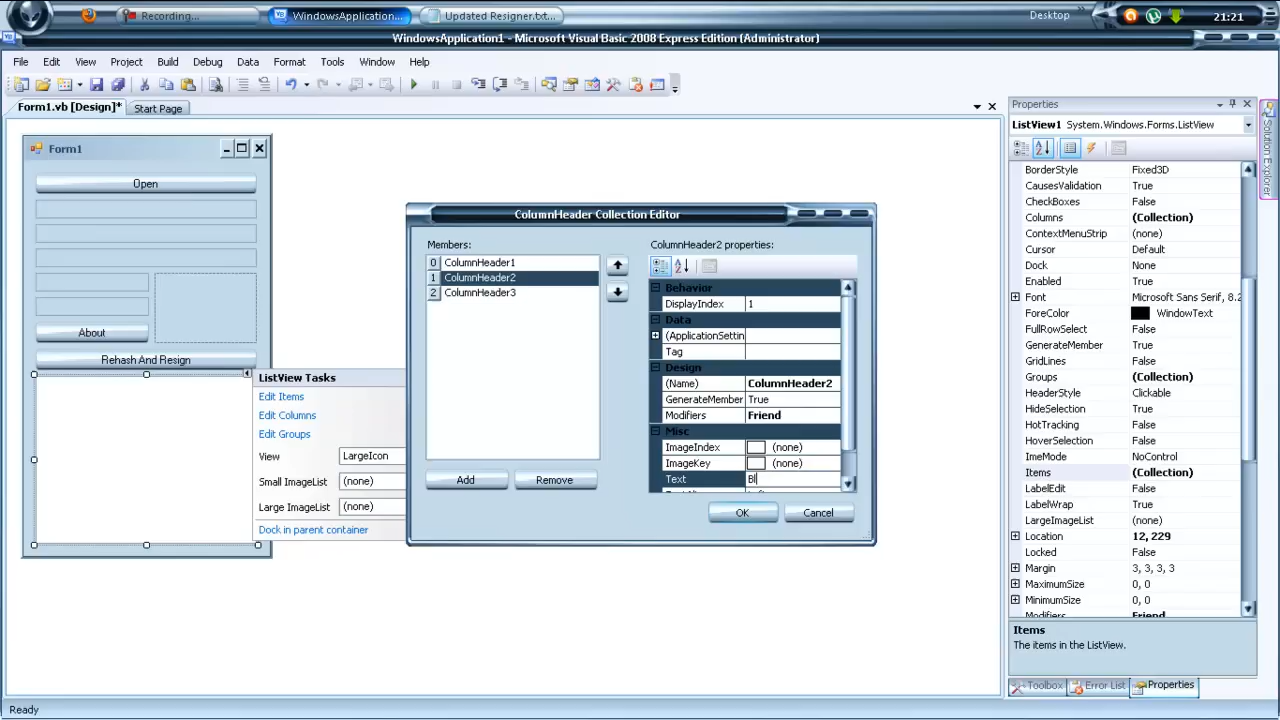 Recording...
WindowsApplication...
Updated Resigner.txt...
Desktop
21:21
WindowsApplication1 - Microsoft Visual Basic 2008 Express Edition (Administrator)
File Edit View Project Build Debug Data Format Tools Window Help
Form1.vb [Design]* Start Page
Form1
Open
About
Rehash And Resign
ListView Tasks
Edit Items
Edit Columns
Edit Groups
View LargeIcon
Small ImageList (none)
Large ImageList (none)
Dock in parent container
ColumnHeader Collection Editor
Members:
0 ColumnHeader1
1 ColumnHeader2
2 ColumnHeader3
Add Remove
ColumnHeader2 properties:
Behavior
DisplayIndex 1
Data
(ApplicationSettin
Tag
Design
(Name) ColumnHeader2
GenerateMember True
Modifiers Friend
Misc
ImageIndex (none)
ImageKey (none)
Text Bl
OK Cancel
Properties
ListView1 System.Windows.Forms.ListView
BorderStyle Fixed3D
CausesValidation True
CheckBoxes False
Columns (Collection)
ContextMenuStrip (none)
Cursor Default
Dock None
Enabled True
Font Microsoft Sans Serif, 8.2
ForeColor WindowText
FullRowSelect False
GenerateMember True
GridLines False
Groups (Collection)
HeaderStyle Clickable
HideSelection True
HotTracking False
HoverSelection False
ImeMode NoControl
Items (Collection)
LabelEdit False
LabelWrap True
LargeImageList (none)
Location 12, 229
Locked False
Margin 3, 3, 3, 3
MaximumSize 0, 0
MinimumSize 0, 0
Modifiers Friend
Items
The items in the ListView.
Toolbox Error List Properties
Solution Explorer
Ready